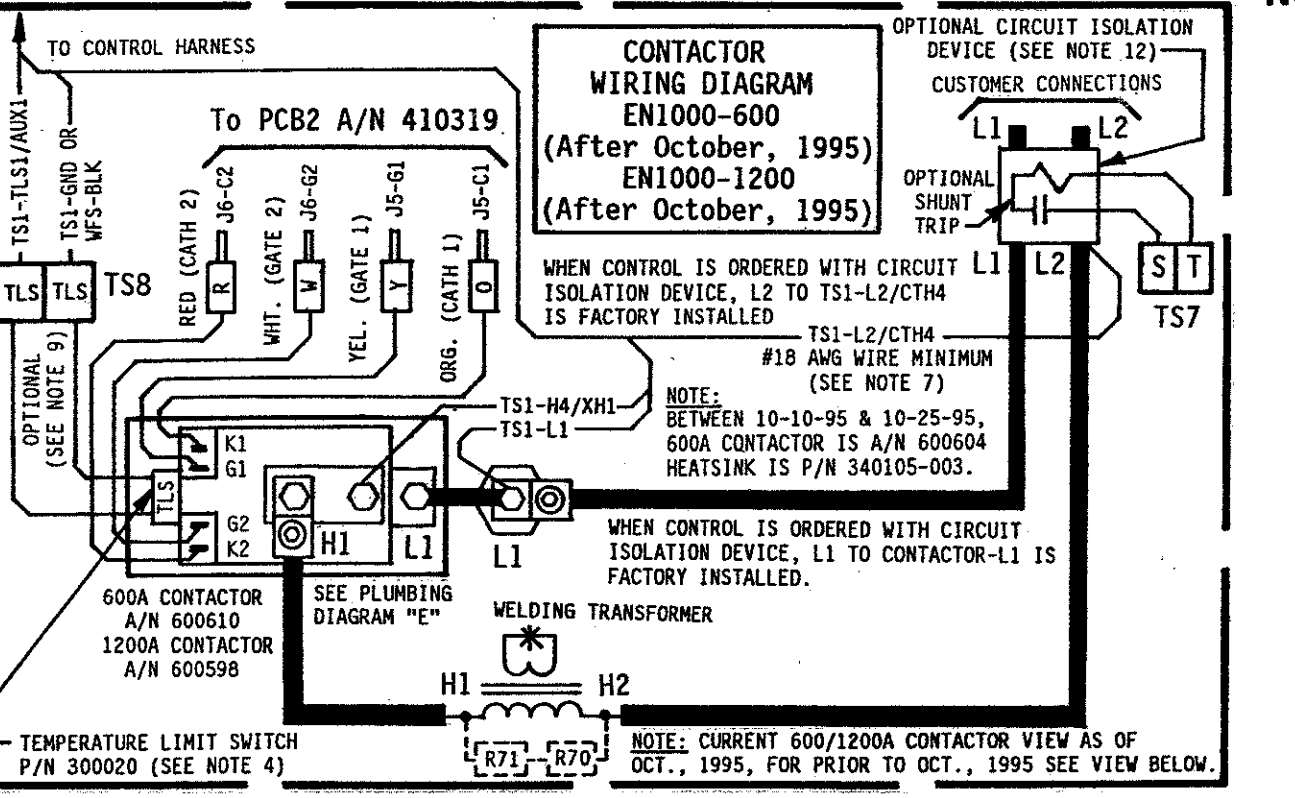 TO CONTROL HARNESS
CONTACTOR
WIRING DIAGRAM
EN1000-600
(After October, 1995)
EN1000-1200
(After October, 1995)
OPTIONAL CIRCUIT ISOLATION
DEVICE (SEE NOTE 12)
CUSTOMER CONNECTIONS
L1
L2
OPTIONAL
SHUNT
TRIP
L1
L2
S T
TS7
To PCB2 A/N 410319
TS1-TLS1/AUX1
TS1-GND OR
WFS-BLK
TLS TLS
TS8
RED (CATH 2)
J6-C2
R
WHT. (GATE 2)
J6-G2
W
YEL. (GATE 1)
J5-G1
Y
ORG. (CATH 1)
J5-C1
O
WHEN CONTROL IS ORDERED WITH CIRCUIT
ISOLATION DEVICE, L2 TO TS1-L2/CTH4
IS FACTORY INSTALLED
TS1-L2/CTH4
#18 AWG WIRE MINIMUM
(SEE NOTE 7)
OPTIONAL
(SEE NOTE 9)
TS1-H4/XH1
TS1-L1
NOTE:
BETWEEN 10-10-95 & 10-25-95,
600A CONTACTOR IS A/N 600604
HEATSINK IS P/N 340105-003.
K1
G1
TLS
G2
K2
H1
L1
L1
WHEN CONTROL IS ORDERED WITH CIRCUIT
ISOLATION DEVICE, L1 TO CONTACTOR-L1 IS
FACTORY INSTALLED.
600A CONTACTOR
A/N 600610
1200A CONTACTOR
A/N 600598
SEE PLUMBING
DIAGRAM "E"
WELDING TRANSFORMER
H1
H2
R71
R70
TEMPERATURE LIMIT SWITCH
P/N 300020 (SEE NOTE 4)
NOTE: CURRENT 600/1200A CONTACTOR VIEW AS OF
OCT., 1995, FOR PRIOR TO OCT., 1995 SEE VIEW BELOW.